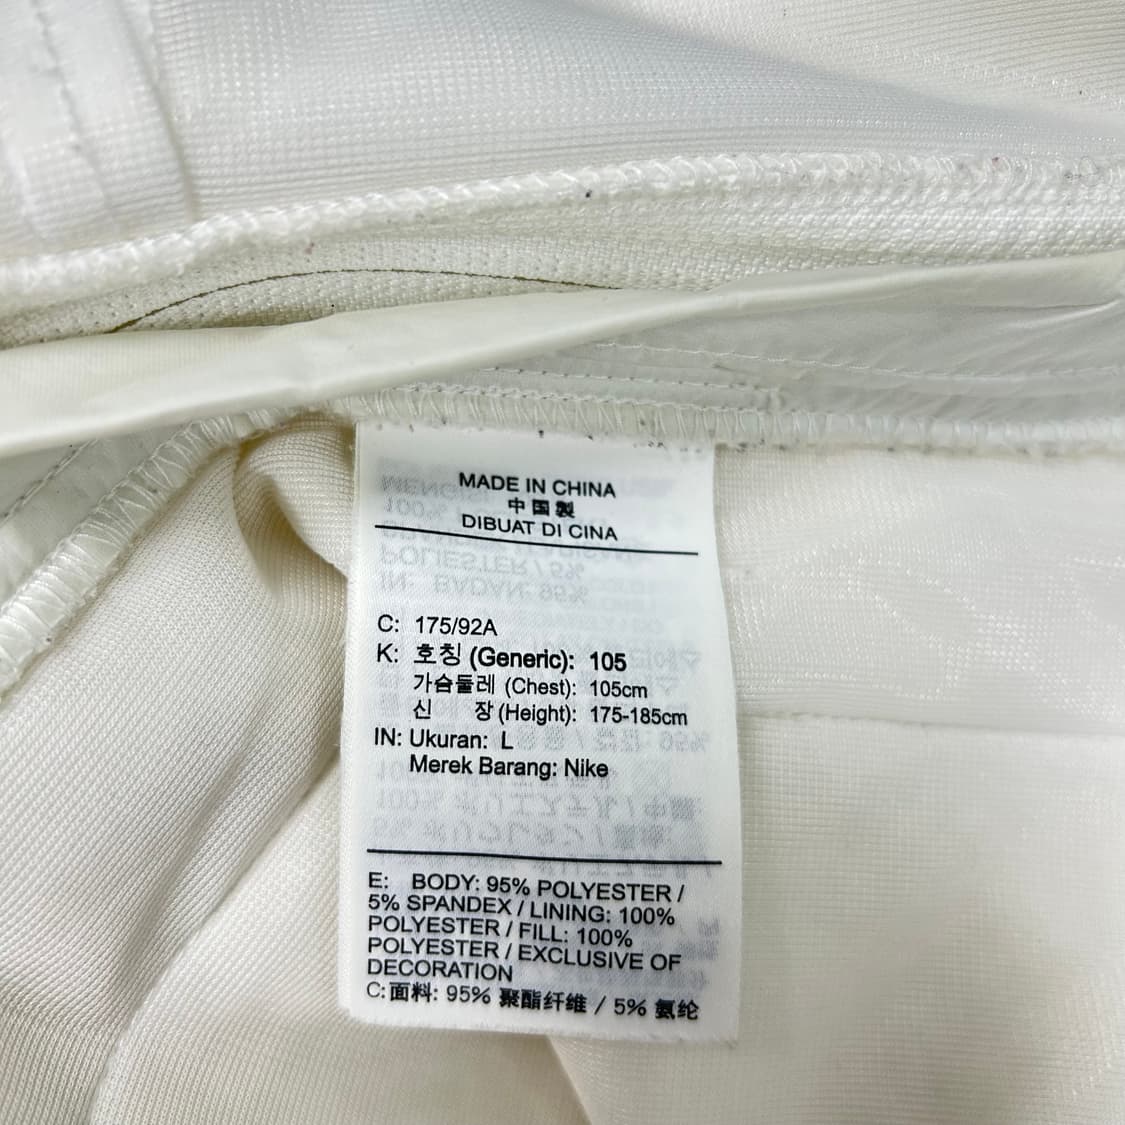 MADE IN CHINA
中国製
DIBUAT DI CINA
C: 175/92A
K: 호칭 (Generic): 105
가슴둘레 (Chest): 105cm
신 장 (Height): 175-185cm
IN: Ukuran: L
Merek Barang: Nike
E: BODY: 95% POLYESTER /
5% SPANDEX / LINING: 100%
POLYESTER / FILL: 100%
POLYESTER / EXCLUSIVE OF
DECORATION
C:面料: 95% 聚酯纤维 / 5% 氨纶